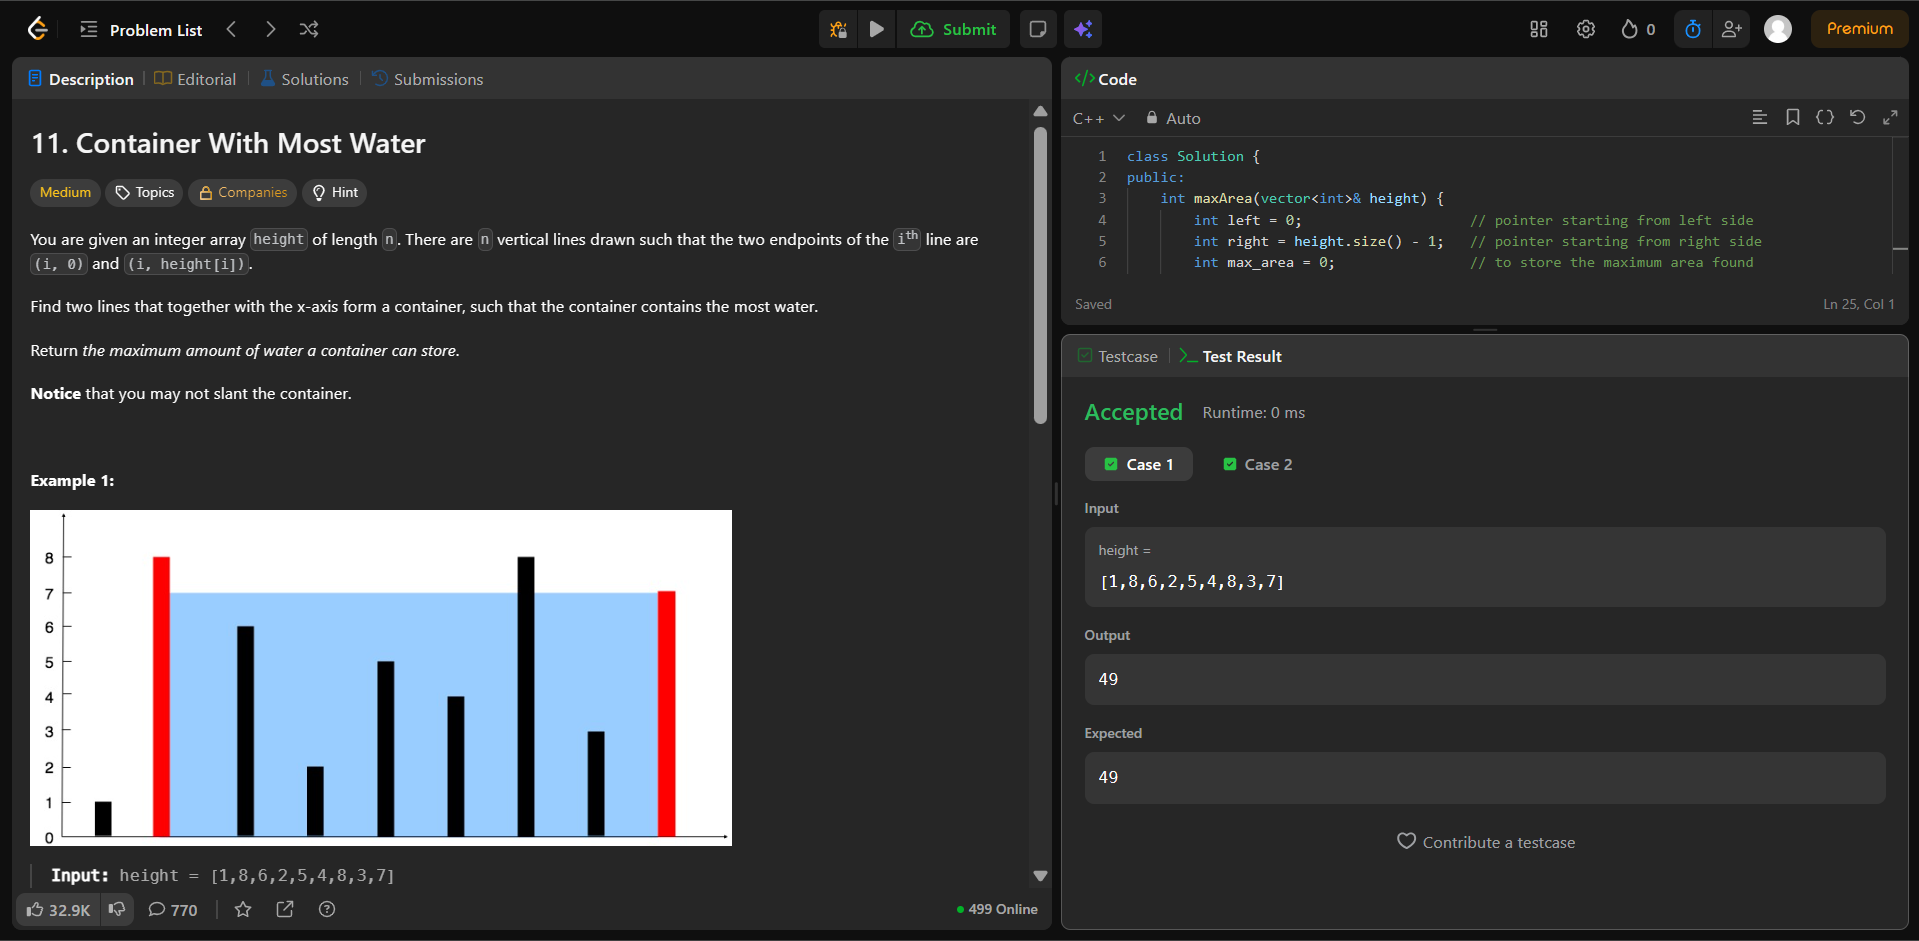 Problem List
Submit
0
Premium
Description
Editorial
Solutions
Submissions
11. Container With Most Water
Medium
Topics
Companies
Hint
You are given an integer array height of length n. There are n vertical lines drawn such that the two endpoints of the ith line are
(i, 0) and (i, height[i]).
Find two lines that together with the x-axis form a container, such that the container contains the most water.
Return the maximum amount of water a container can store.
Notice that you may not slant the container.
Example 1:
8
7
6
5
4
3
2
1
0
Input: height = [1,8,6,2,5,4,8,3,7]
32.9K
770
499 Online
</> Code
C++
Auto
1 class Solution {
2 public:
3 int maxArea(vector<int>& height) {
4 int left = 0; // pointer starting from left side
5 int right = height.size() - 1; // pointer starting from right side
6 int max_area = 0; // to store the maximum area found
Saved
Ln 25, Col 1
Testcase
Test Result
Accepted
Runtime: 0 ms
Case 1
Case 2
Input
height =
[1,8,6,2,5,4,8,3,7]
Output
49
Expected
49
Contribute a testcase